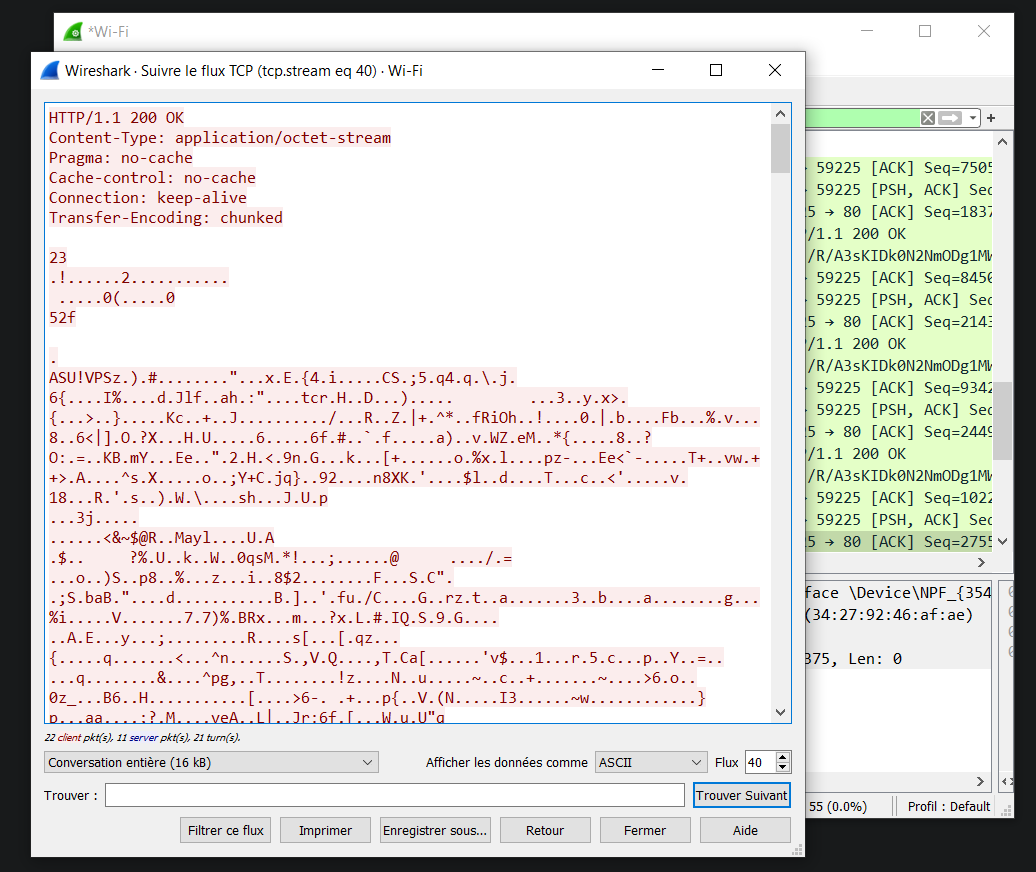 *Wi-Fi
Wireshark · Suivre le flux TCP (tcp.stream eq 40) · Wi-Fi
HTTP/1.1 200 OK
Content-Type: application/octet-stream
Pragma: no-cache
Cache-control: no-cache
Connection: keep-alive
Transfer-Encoding: chunked
23
.!......2...........
.....0(.....0
52f
.
ASU!VPSz.).#........"...x.E.{4.i.....CS.;5.q4.q.\.j.
6{....I%....d.Jlf..ah.:"....tcr.H..D...)..... ...3..y.x>.
{...>..}.....Kc..+..J........../...R..Z.|+.^*..fRiOh..!....0.|.b....Fb...%.v...
8..6<|].O.?X...H.U.....6.....6f.#..`.f.....a)..v.WZ.eM..*{.....8..?
O:.=..KB.mY...Ee..".2.H.<.9n.G...k...[+......o.%x.l....pz-...Ee<`-.....T+..vw.+
+>.A....^s.X.....o..;Y+C.jq}..92....n8XK.'....$l..d....T...c..<'.....v.
18...R.'.s..).W.\....sh...J.U.p
...3j.....
......<&~$@R..Mayl....U.A
.$.. ?%.U..k..W..0qsM.*!...;......@ ..../.=
...o..)S..p8..%...z...i..8$2........F...S.C".
.;S.baB."....d...........B.]..'.fu./C....G..rz.t..a.......3..b....a........g...
%i.....V.......7.7)%.BRx...m...?x.L.#.IQ.S.9.G....
..A.E...y...;.........R....s[...[.qz...
{.....q.......<...^n......S.,V.Q....,T.Ca[......'v$...1...r.5.c...p..Y..=..
...q........&....^pg,..T........!z....N..u.....~..c..+.......~....>6.o..
0z_...B6..H...........[....>6-. .+...p{..V.(N.....I3......~w............}
p...aa....:?.M....veA..L|..Jr:6f.[...W.u.U"q
22 client pkt(s), 11 server pkt(s), 21 turn(s).
Conversation entière (16 kB)
Afficher les données comme
ASCII
Flux
40
Trouver :
Trouver Suivant
Filtrer ce flux
Imprimer
Enregistrer sous...
Retour
Fermer
Aide
59225 [ACK] Seq=7505
59225 [PSH, ACK] Seq
→ 80 [ACK] Seq=1837
/1.1 200 OK
/R/A3sKIDk0N2NmODg1MW
59225 [ACK] Seq=8450
59225 [PSH, ACK] Seq
→ 80 [ACK] Seq=2143
/1.1 200 OK
/R/A3sKIDk0N2NmODg1MW
59225 [ACK] Seq=9342
59225 [PSH, ACK] Seq
→ 80 [ACK] Seq=2449
/1.1 200 OK
/R/A3sKIDk0N2NmODg1MW
59225 [ACK] Seq=1022
59225 [PSH, ACK] Seq
→ 80 [ACK] Seq=2755
face \Device\NPF_{354
(34:27:92:46:af:ae)
375, Len: 0
55 (0.0%)
Profil : Default